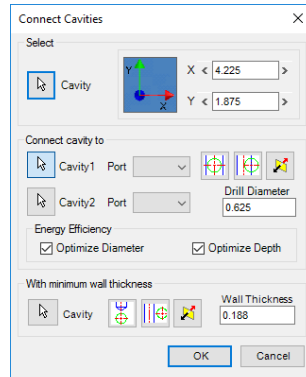 Connect Cavities
Select
Cavity
Y
X
X < 4.225 >
Y < 1.875 >
Connect cavity to
Cavity1 Port
Drill Diameter
Cavity2 Port
0.625
Energy Efficiency
Optimize Diameter Optimize Depth
With minimum wall thickness
Wall Thickness
Cavity
0.188
OK Cancel